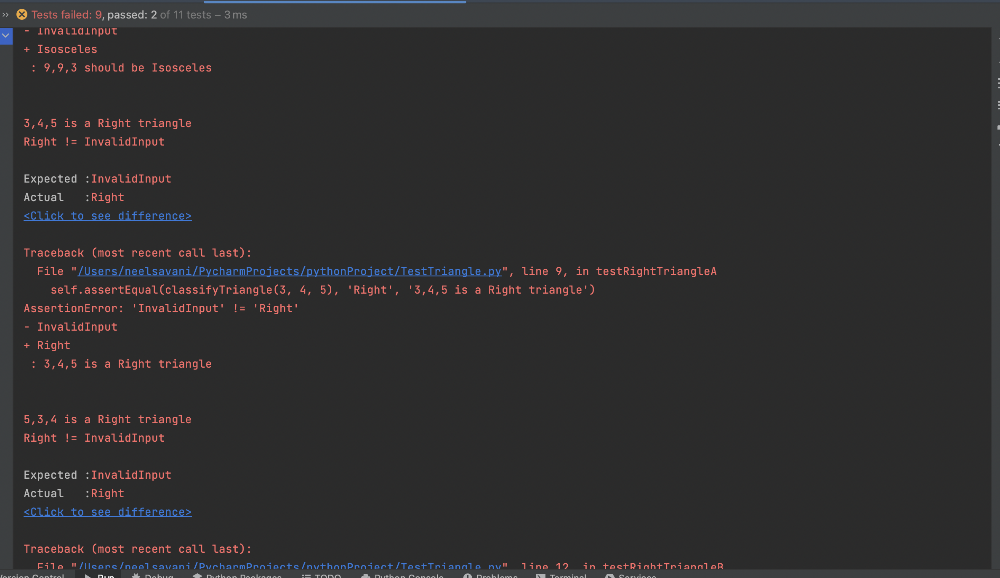 Tests failed: 9, passed: 2 of 11 tests – 3 ms
- InvalidInput
+ Isosceles
 : 9,9,3 should be Isosceles
3,4,5 is a Right triangle
Right != InvalidInput
Expected :InvalidInput
Actual   :Right
<Click to see difference>
Traceback (most recent call last):
  File "/Users/neelsavani/PycharmProjects/pythonProject/TestTriangle.py", line 9, in testRightTriangleA
    self.assertEqual(classifyTriangle(3, 4, 5), 'Right', '3,4,5 is a Right triangle')
AssertionError: 'InvalidInput' != 'Right'
- InvalidInput
+ Right
 : 3,4,5 is a Right triangle
5,3,4 is a Right triangle
Right != InvalidInput
Expected :InvalidInput
Actual   :Right
<Click to see difference>
Traceback (most recent call last):
  File "/Users/neelsavani/PycharmProjects/pythonProject/TestTriangle.py", line 12, in testRightTriangleB
Version Control Run Debug Python Packages TODO Python Console Problems Terminal Services